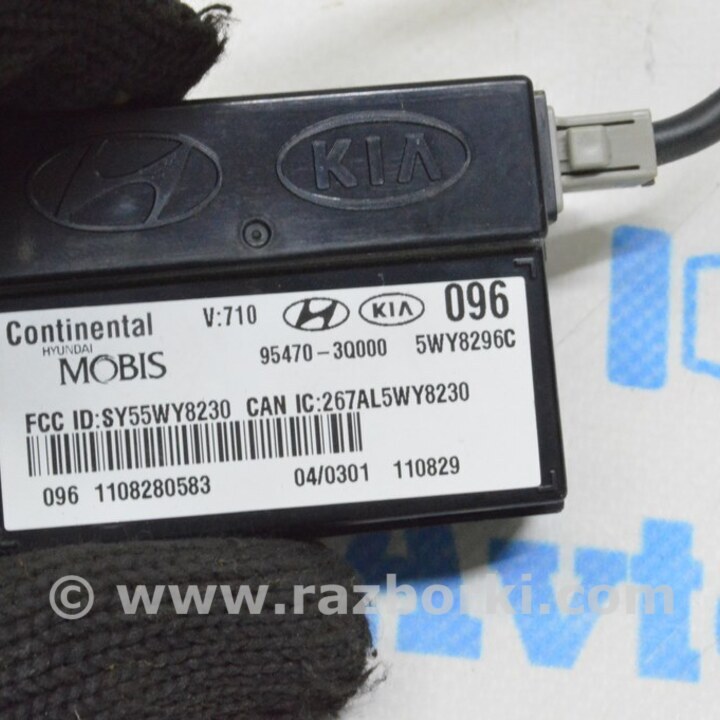 KIA
Continental V:710 KIA 096
HYUNDAI
MOBIS 95470-3Q000 5WY8296C
FCC ID:SY55WY8230 CAN IC:267AL5WY8230
096 1108280583 04/0301 110829
© www.razborki.com
Avto